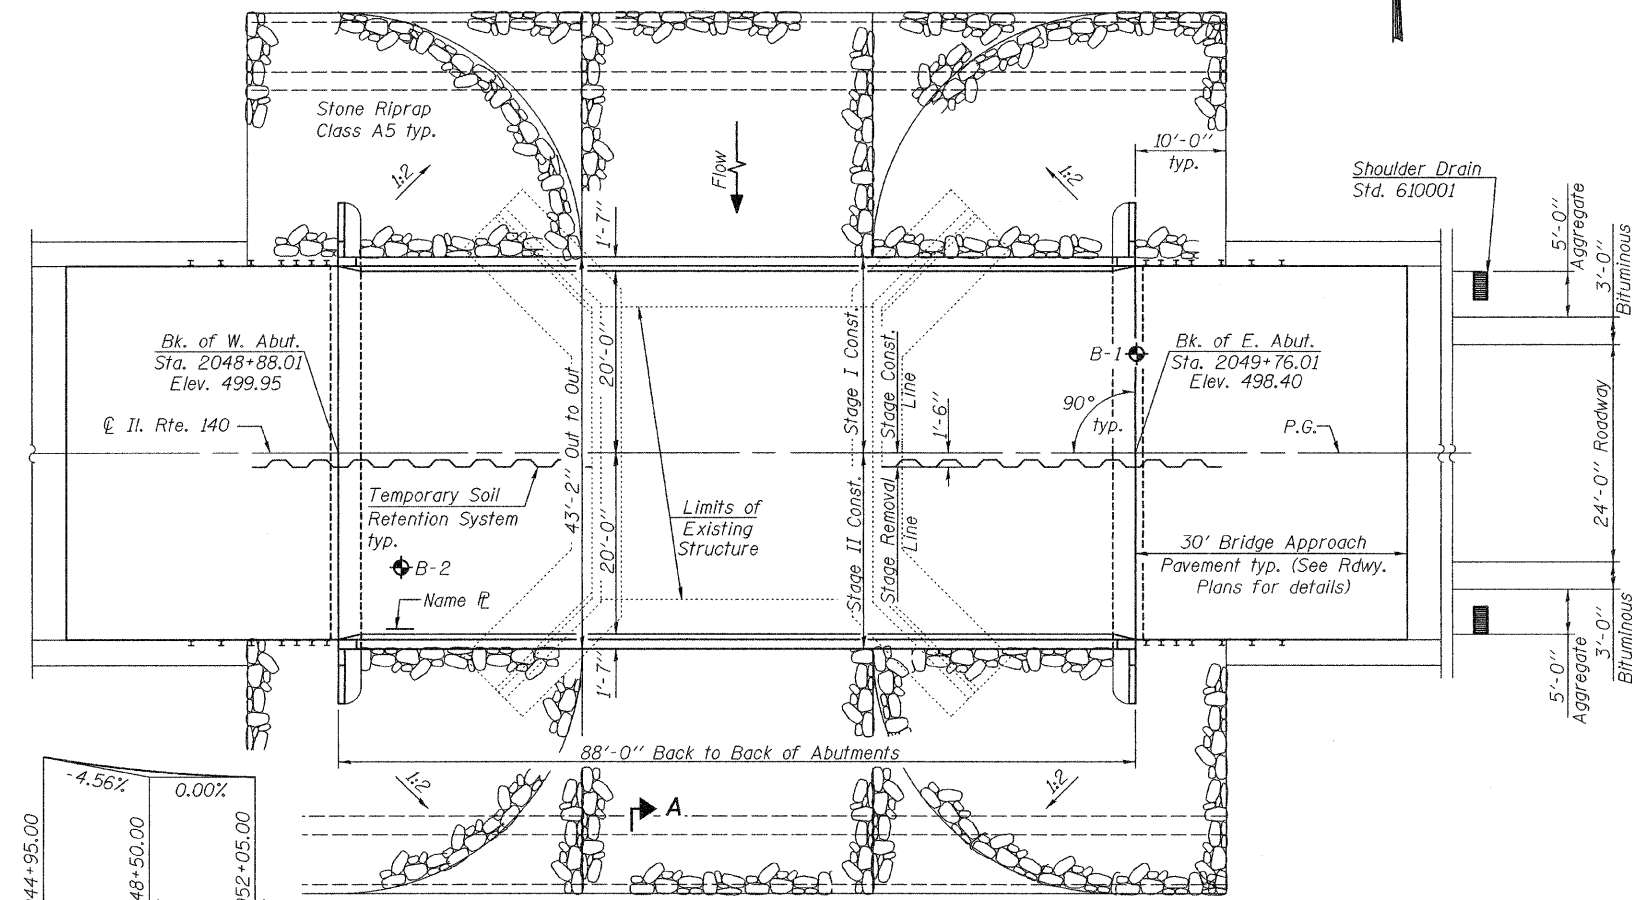 Stone Riprap
Class A5 typ.
1:2
Flow
1:2
10'-0"
typ.
Shoulder Drain
Std. 610001
5'-0"
Aggregate
3'-0"
Bituminous
1'-7"
Bk. of W. Abut.
Sta. 2048+88.01
Elev. 499.95
℄ Il. Rte. 140
20'-0"
43'-2" Out to Out
Stage I Const.
Stage Const.
Line
1'-6"
B-1
90°
typ.
Bk. of E. Abut.
Sta. 2049+76.01
Elev. 498.40
P.G.
24'-0" Roadway
Temporary Soil
Retention System
typ.
Limits of
Existing
Structure
Stage II Const.
Stage Removal
Line
20'-0"
B-2
Name ⅊
30' Bridge Approach
Pavement typ. (See Rdwy.
Plans for details)
1'-7"
5'-0"
Aggregate
3'-0"
Bituminous
88'-0" Back to Back of Abutments
1:2
1:2
A
-4.56%
0.00%
44+95.00
48+50.00
52+05.00